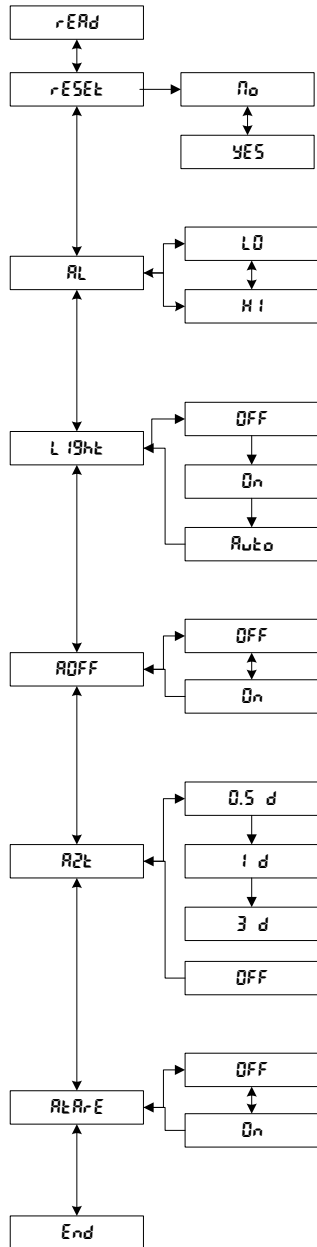 rEAd
rESEt
no
YES
AL
LO
HI
LIght
OFF
On
Auto
AOFF
OFF
On
AZt
0.5 d
1 d
3 d
OFF
AtArE
OFF
On
End